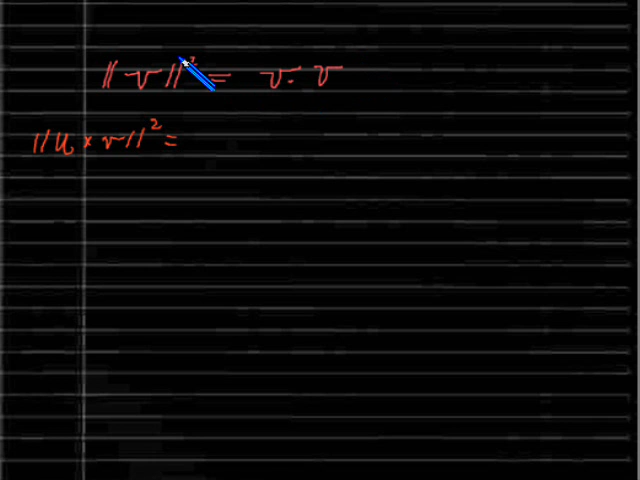 ‖v‖² = v · v
‖u × v‖² =